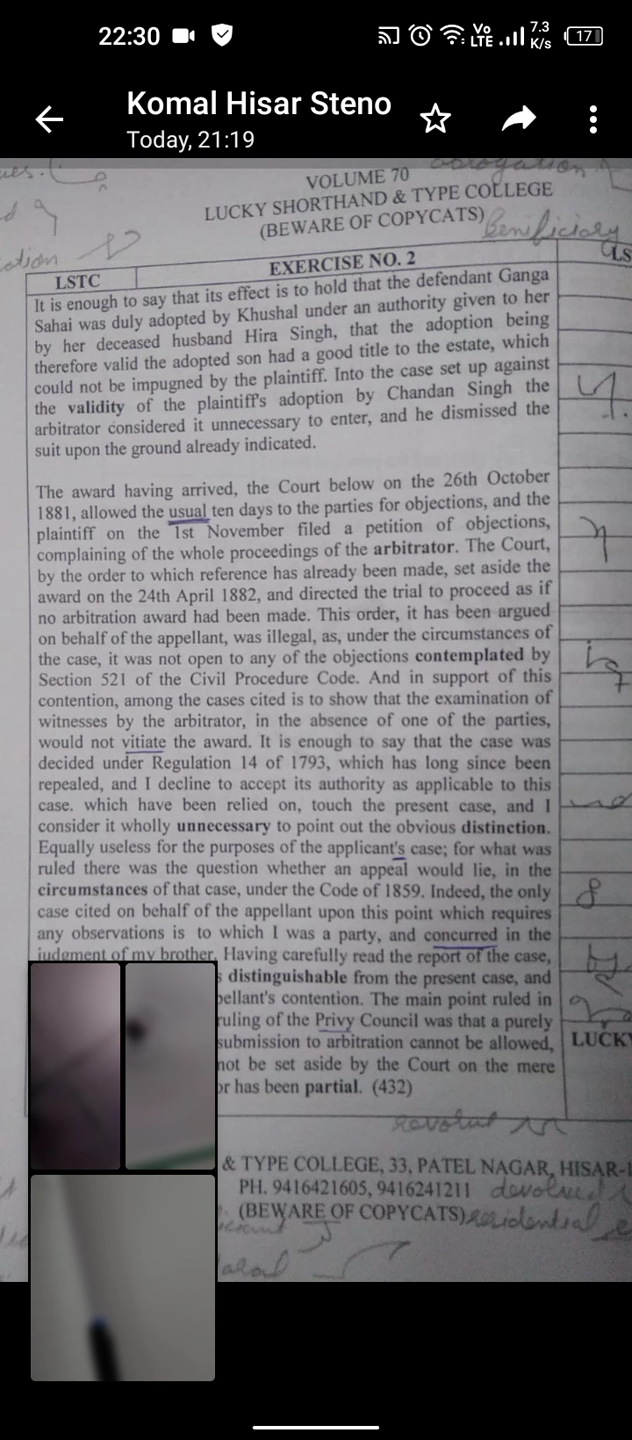 22:30
Vo LTE 7.3 K/s 17
Komal Hisar Steno
Today, 21:19
VOLUME 70
LUCKY SHORTHAND & TYPE COLLEGE
(BEWARE OF COPYCATS)
Benificiary
LSTC EXERCISE NO. 2
It is enough to say that its effect is to hold that the defendant Ganga
Sahai was duly adopted by Khushal under an authority given to her
by her deceased husband Hira Singh, that the adoption being
therefore valid the adopted son had a good title to the estate, which
could not be impugned by the plaintiff. Into the case set up against
the validity of the plaintiff's adoption by Chandan Singh the
arbitrator considered it unnecessary to enter, and he dismissed the
suit upon the ground already indicated.
The award having arrived, the Court below on the 26th October
1881, allowed the usual ten days to the parties for objections, and the
plaintiff on the 1st November filed a petition of objections,
complaining of the whole proceedings of the arbitrator. The Court,
by the order to which reference has already been made, set aside the
award on the 24th April 1882, and directed the trial to proceed as if
no arbitration award had been made. This order, it has been argued
on behalf of the appellant, was illegal, as, under the circumstances of
the case, it was not open to any of the objections contemplated by
Section 521 of the Civil Procedure Code. And in support of this
contention, among the cases cited is to show that the examination of
witnesses by the arbitrator, in the absence of one of the parties,
would not vitiate the award. It is enough to say that the case was
decided under Regulation 14 of 1793, which has long since been
repealed, and I decline to accept its authority as applicable to this
case. which have been relied on, touch the present case, and I
consider it wholly unnecessary to point out the obvious distinction.
Equally useless for the purposes of the applicant's case; for what was
ruled there was the question whether an appeal would lie, in the
circumstances of that case, under the Code of 1859. Indeed, the only
case cited on behalf of the appellant upon this point which requires
any observations is to which I was a party, and concurred in the
judgment of my brother. Having carefully read the report of the case,
distinguishable from the present case, and
pellant's contention. The main point ruled in
ruling of the Privy Council was that a purely
submission to arbitration cannot be allowed,
not be set aside by the Court on the mere
or has been partial. (432)
LUCKY
& TYPE COLLEGE, 33, PATEL NAGAR, HISAR-1
PH. 9416421605, 9416241211 devolved
(BEWARE OF COPYCATS) residential